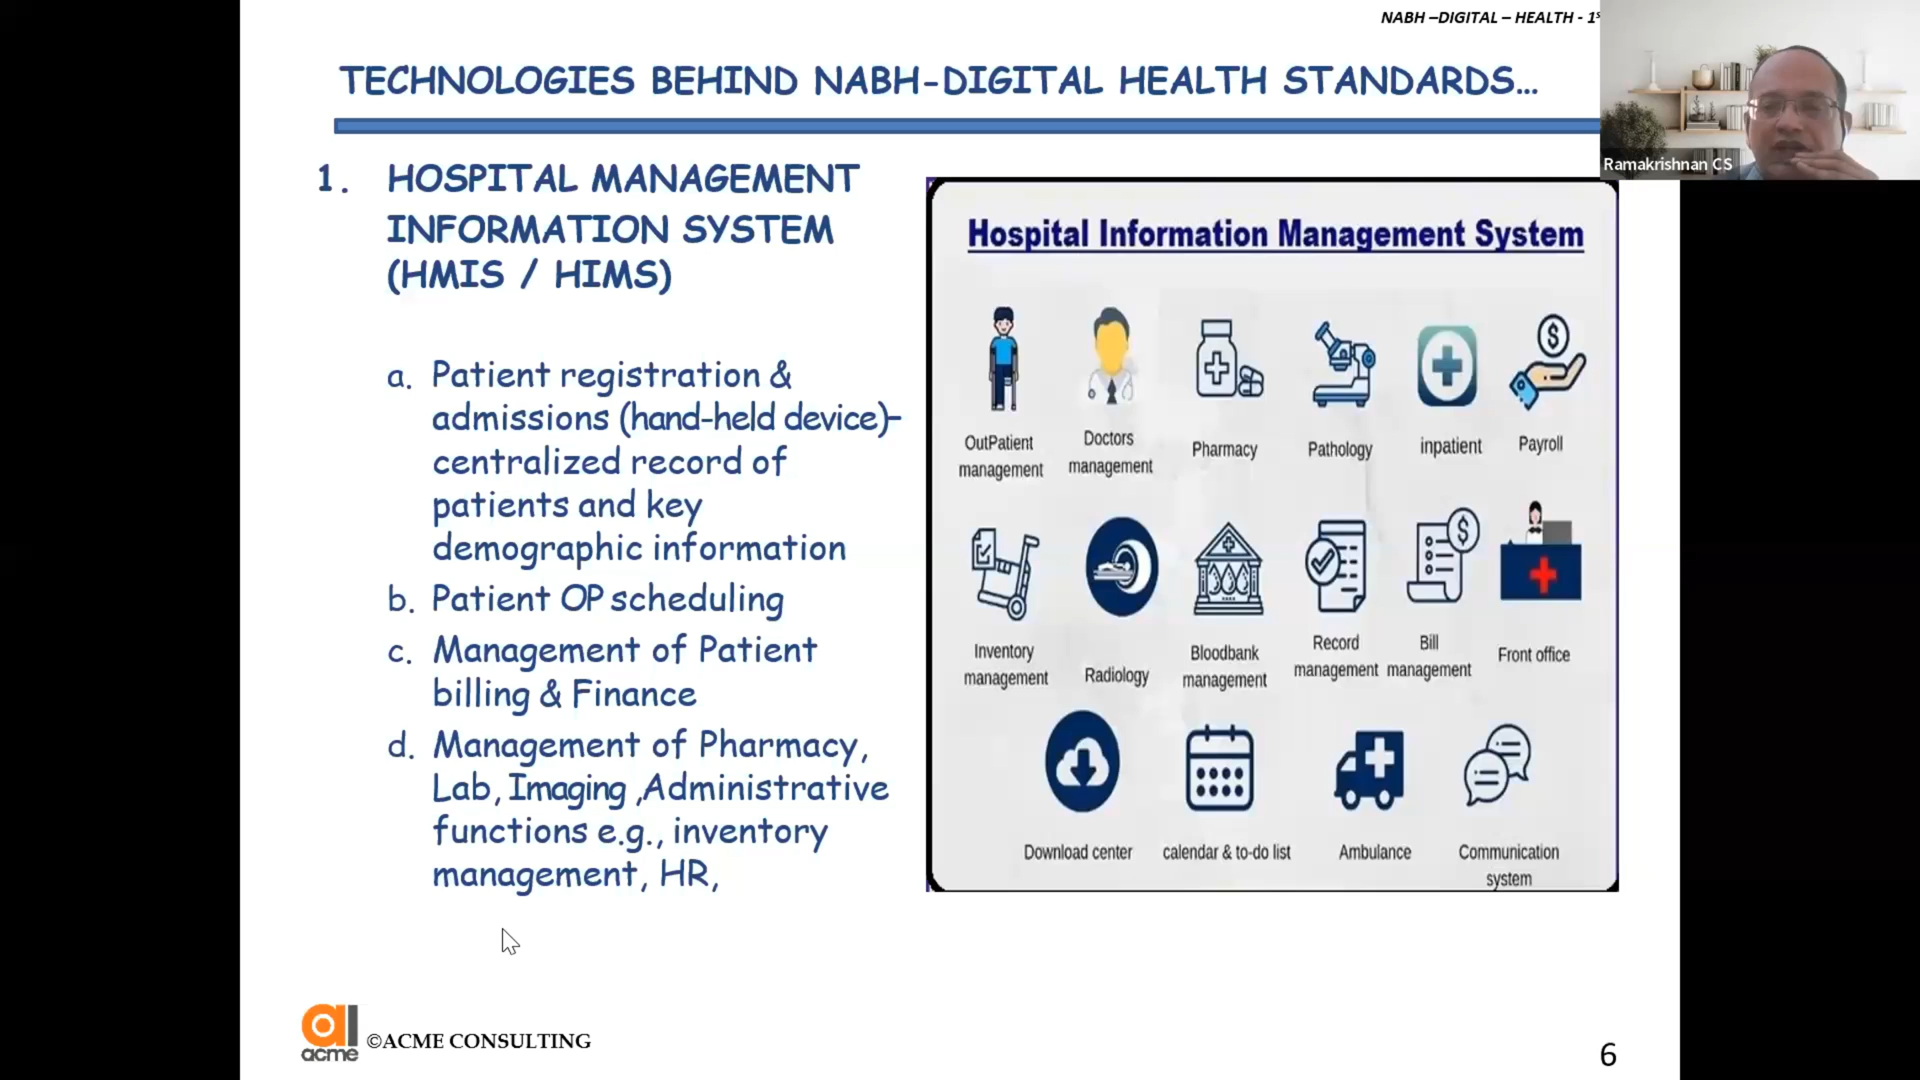 NABH –DIGITAL – HEALTH - 1s
TECHNOLOGIES BEHIND NABH-DIGITAL HEALTH STANDARDS…
Ramakrishnan CS
1. HOSPITAL MANAGEMENT
INFORMATION SYSTEM
(HMIS / HIMS)
a. Patient registration &
admissions (hand-held device)–
centralized record of
patients and key
demographic information
b. Patient OP scheduling
c. Management of Patient
billing & Finance
d. Management of Pharmacy,
Lab, Imaging ,Administrative
functions e.g., inventory
management, HR,
Hospital Information Management System
OutPatient
management
Doctors
management
Pharmacy
Pathology
inpatient
Payroll
Inventory
management
Radiology
Bloodbank
management
Record
management
Bill
management
Front office
Download center
calendar & to-do list
Ambulance
Communication
system
acme
©ACME CONSULTING
6